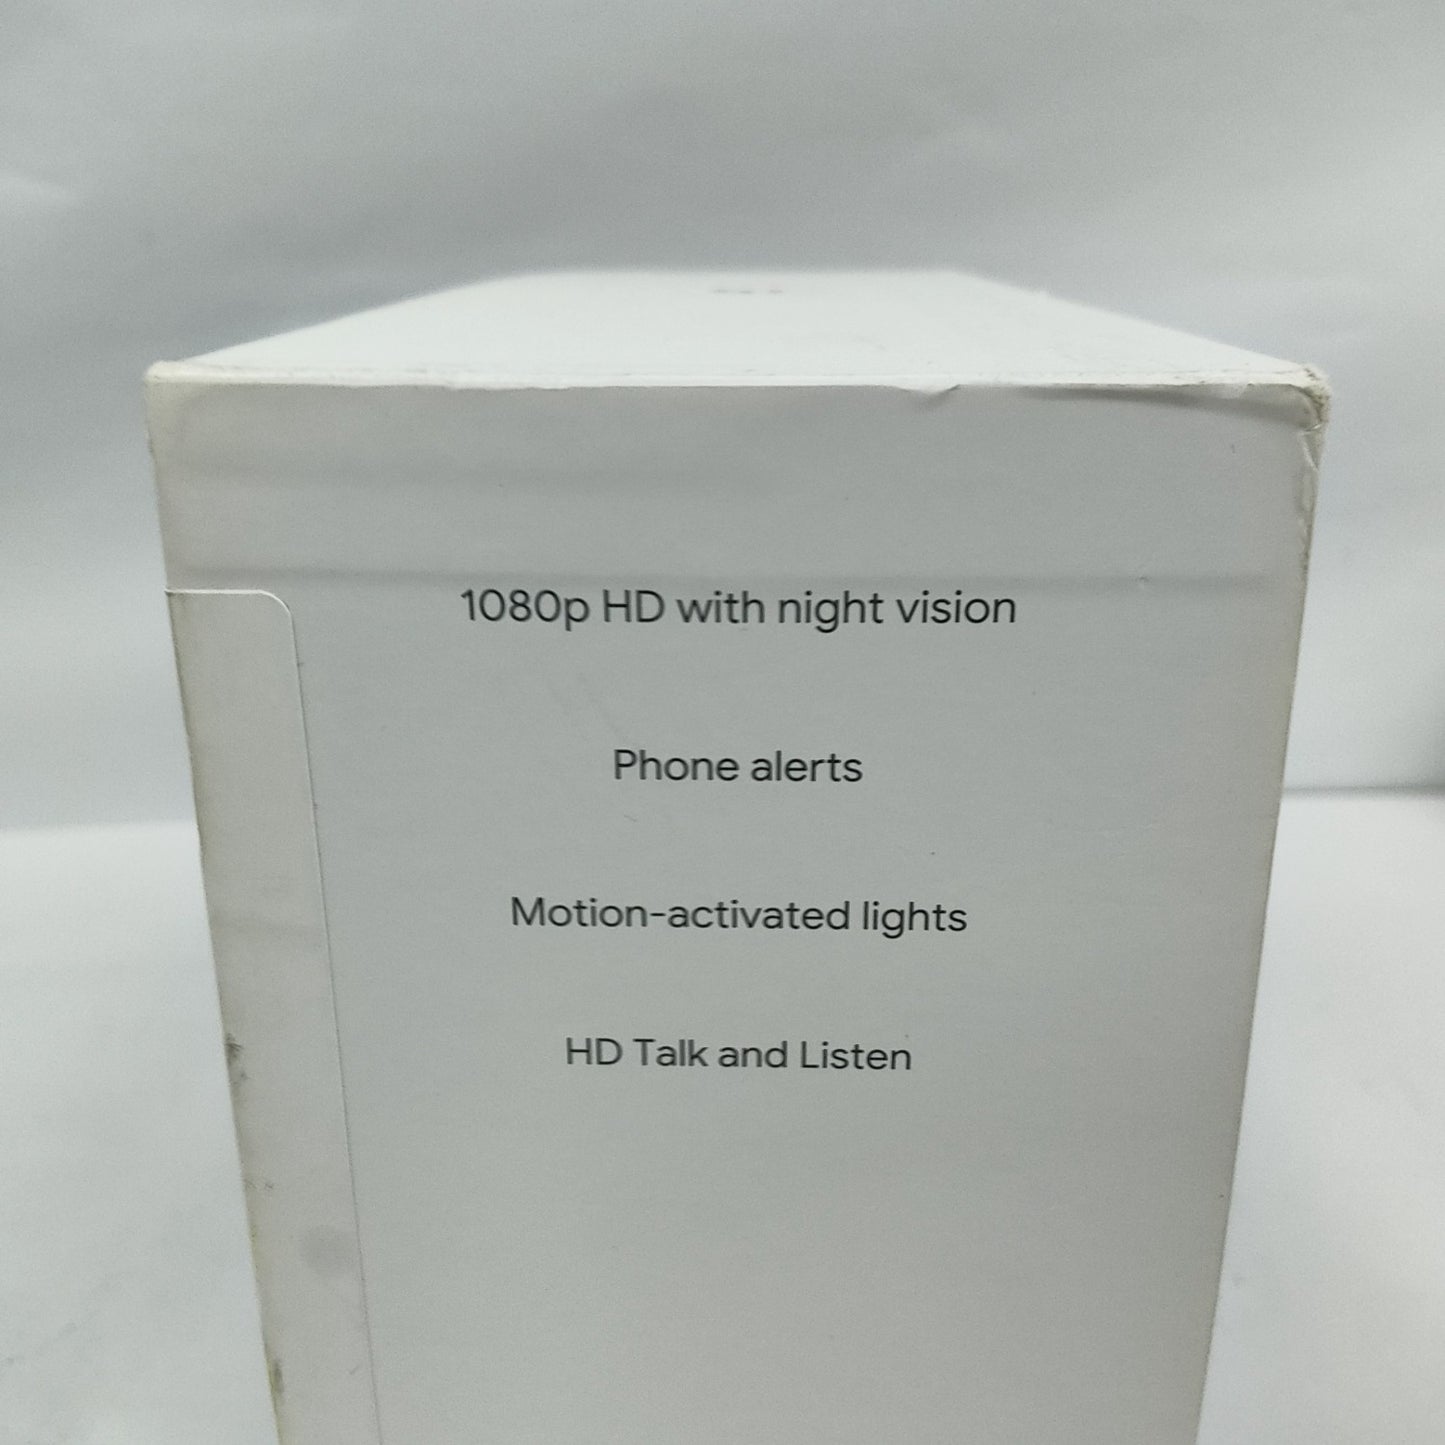 1080p HD with night vision
Phone alerts
Motion-activated lights
HD Talk and Listen